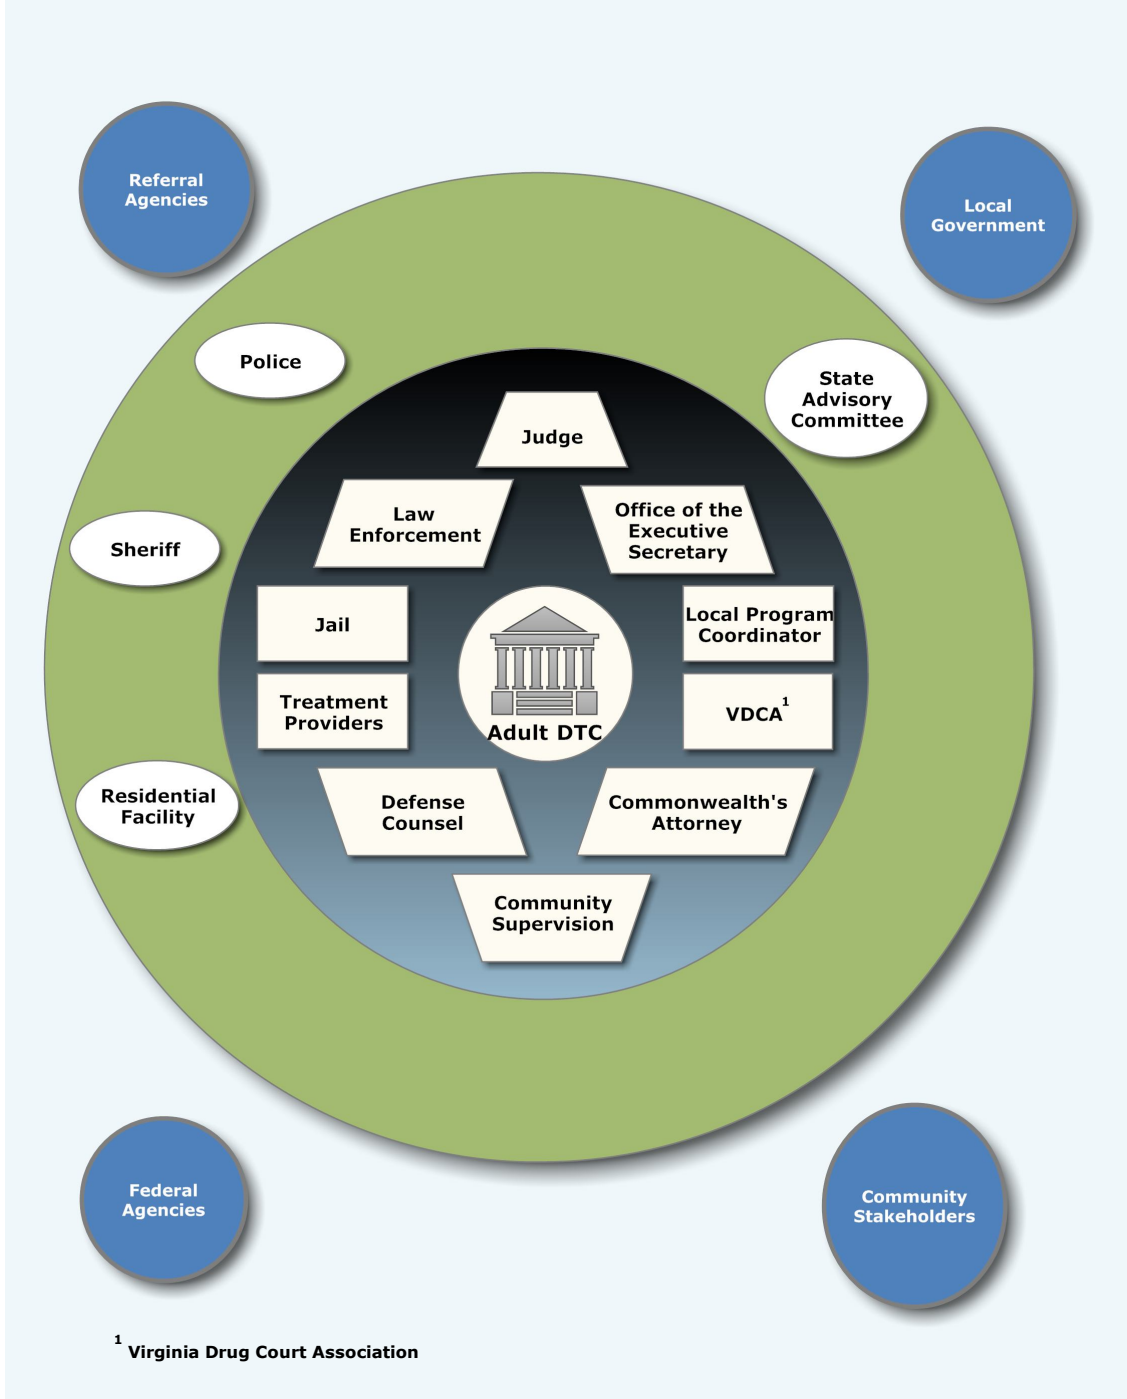 Referral
Agencies
Local
Government
Police
State
Advisory
Committee
Judge
Law
Enforcement
Office of the
Executive
Secretary
Sheriff
Jail
Local Program
Coordinator
Treatment
Providers
Adult DTC
VDCA¹
Residential
Facility
Defense
Counsel
Commonwealth's
Attorney
Community
Supervision
Federal
Agencies
Community
Stakeholders
¹ Virginia Drug Court Association